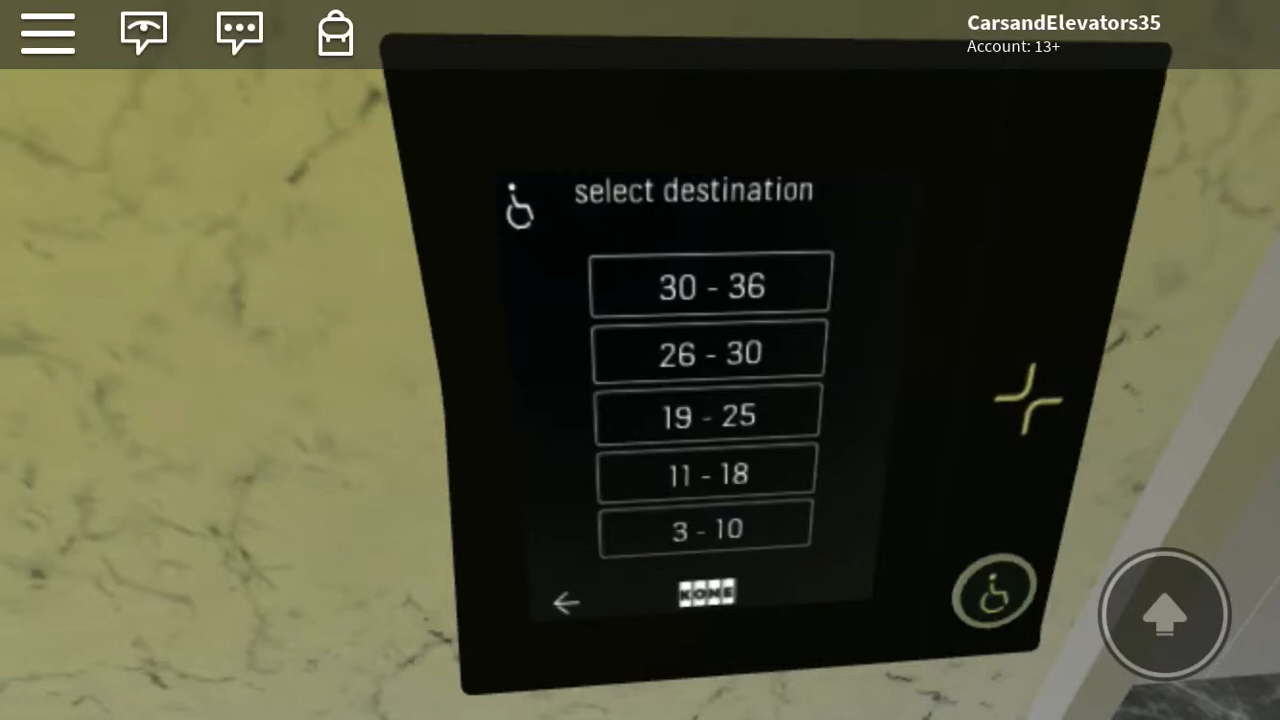 CarsandElevators35
Account: 13+
select destination
30 - 36
26 - 30
19 - 25
11 - 18
3 - 10
KONE